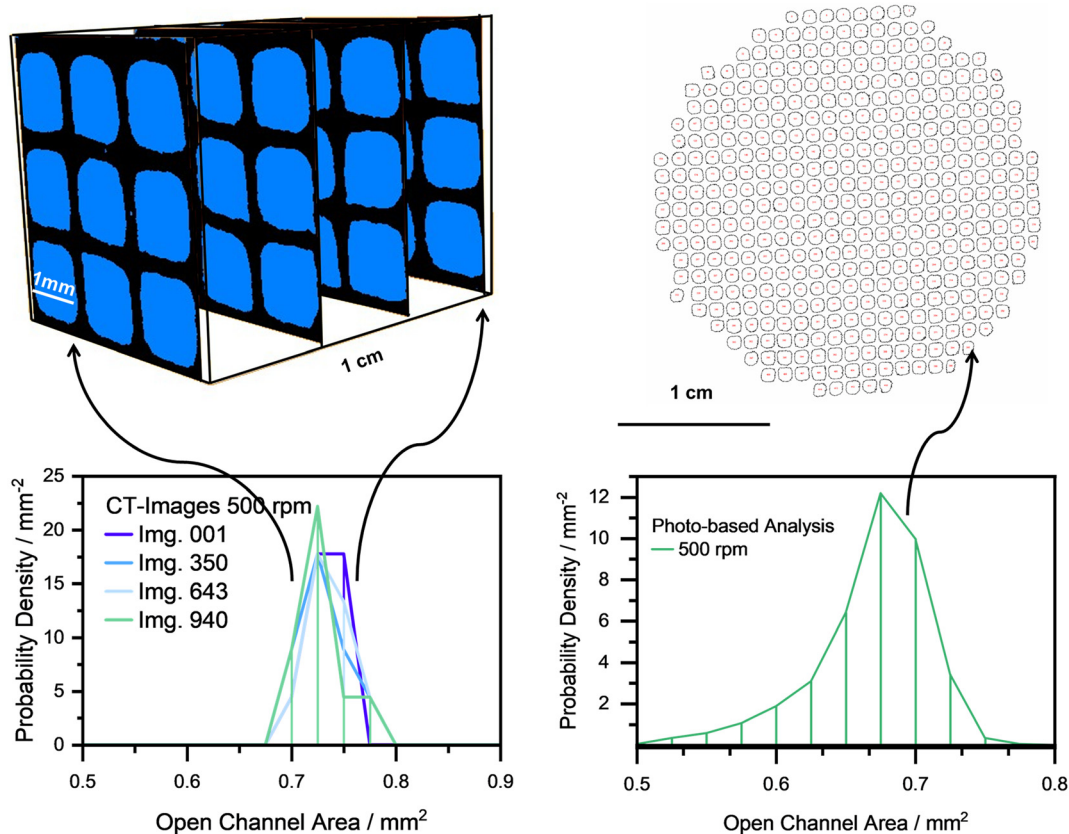 1mm
1 cm
1 cm
25
20
15
10
5
0
Probability Density / mm-2
CT-Images 500 rpm
Img. 001
Img. 350
Img. 643
Img. 940
0.5
0.6
0.7
0.8
0.9
Open Channel Area / mm2
12
10
8
6
4
2
Probability Density / mm-2
Photo-based Analysis
500 rpm
0.5
0.6
0.7
0.8
Open Channel Area / mm2